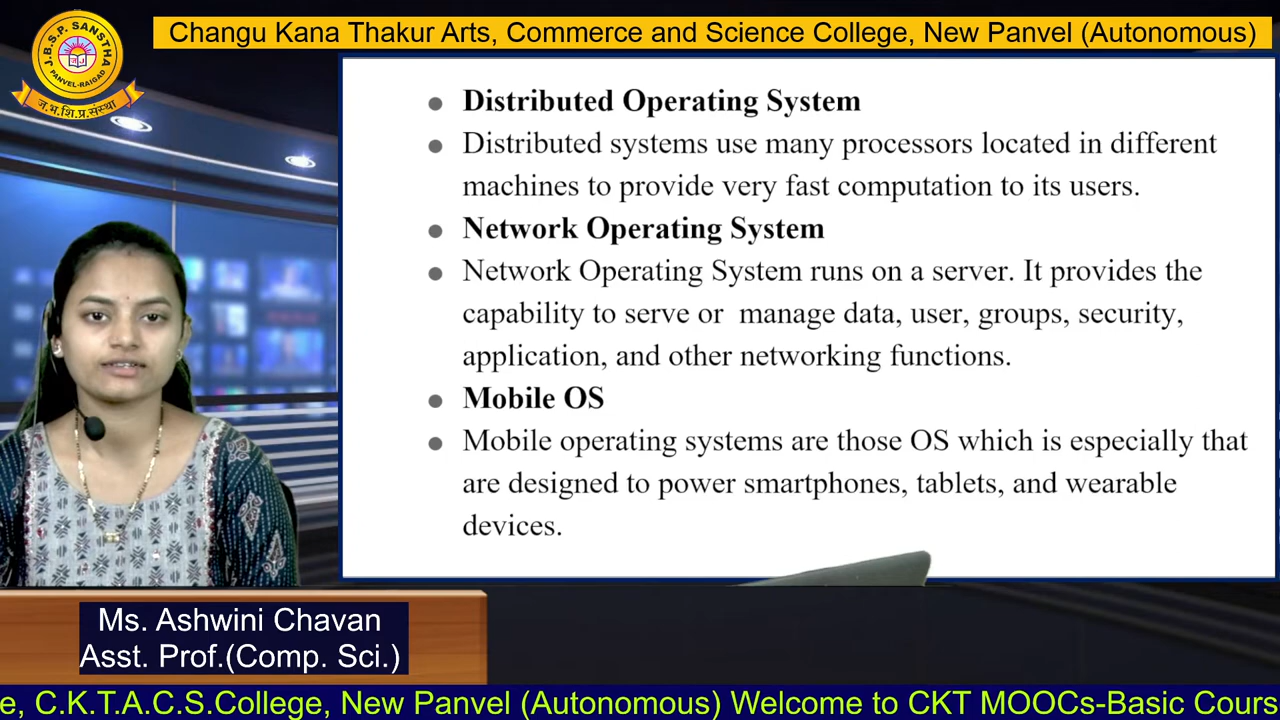 J.B.S.P. SANSTHA
PANVEL-RAIGAD
ज.भ.शि.प्र.संस्था
Changu Kana Thakur Arts, Commerce and Science College, New Panvel (Autonomous)
Distributed Operating System
Distributed systems use many processors located in different
machines to provide very fast computation to its users.
Network Operating System
Network Operating System runs on a server. It provides the
capability to serve or manage data, user, groups, security,
application, and other networking functions.
Mobile OS
Mobile operating systems are those OS which is especially that
are designed to power smartphones, tablets, and wearable
devices.
Ms. Ashwini Chavan
Asst. Prof.(Comp. Sci.)
e, C.K.T.A.C.S.College, New Panvel (Autonomous) Welcome to CKT MOOCs-Basic Cours